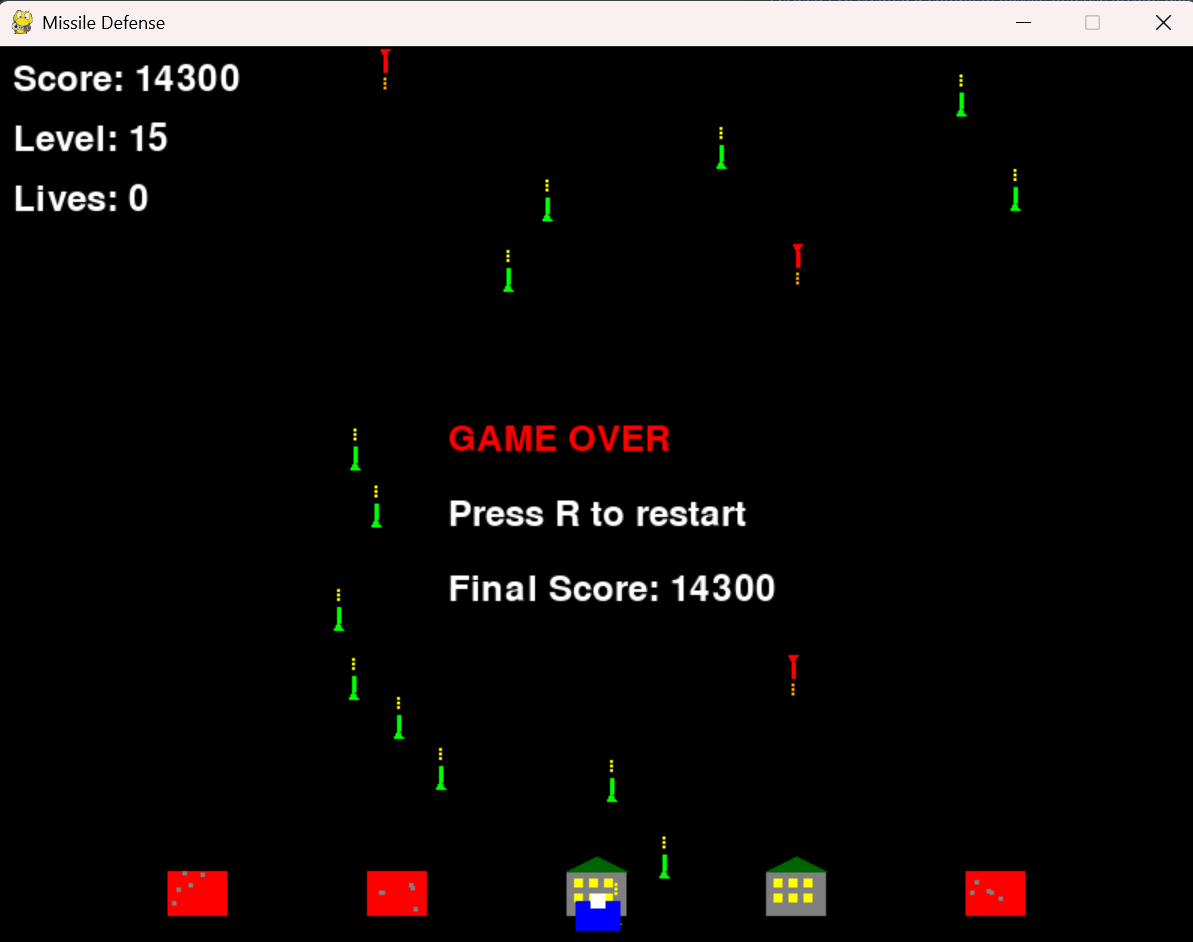 Missile Defense
Score: 14300
Level: 15
Lives: 0
GAME OVER
Press R to restart
Final Score: 14300